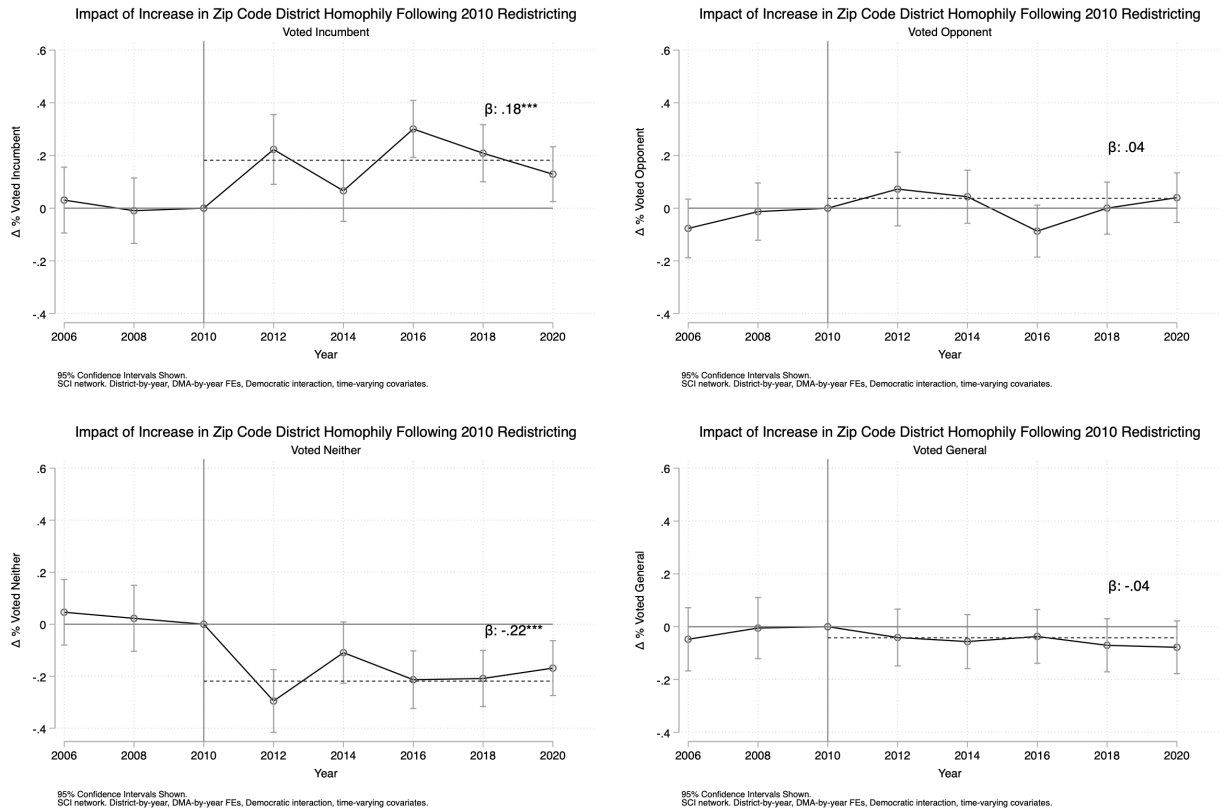 Impact of Increase in Zip Code District Homophily Following 2010 Redistricting
Voted Incumbent
Δ % Voted Incumbent
.6
.4
.2
0
-.2
-.4
β: .18***
2006 2008 2010 2012 2014 2016 2018 2020
Year
95% Confidence Intervals Shown.
SCI network. District-by-year, DMA-by-year FEs, Democratic interaction, time-varying covariates.
Impact of Increase in Zip Code District Homophily Following 2010 Redistricting
Voted Opponent
Δ % Voted Opponent
.6
.4
.2
0
-.2
-.4
β: .04
2006 2008 2010 2012 2014 2016 2018 2020
Year
95% Confidence Intervals Shown.
SCI network. District-by-year, DMA-by-year FEs, Democratic interaction, time-varying covariates.
Impact of Increase in Zip Code District Homophily Following 2010 Redistricting
Voted Neither
Δ % Voted Neither
.6
.4
.2
0
-.2
-.4
β: -.22***
2006 2008 2010 2012 2014 2016 2018 2020
Year
95% Confidence Intervals Shown.
SCI network. District-by-year, DMA-by-year FEs, Democratic interaction, time-varying covariates.
Impact of Increase in Zip Code District Homophily Following 2010 Redistricting
Voted General
Δ % Voted General
.6
.4
.2
0
-.2
-.4
β: -.04
2006 2008 2010 2012 2014 2016 2018 2020
Year
95% Confidence Intervals Shown.
SCI network. District-by-year, DMA-by-year FEs, Democratic interaction, time-varying covariates.